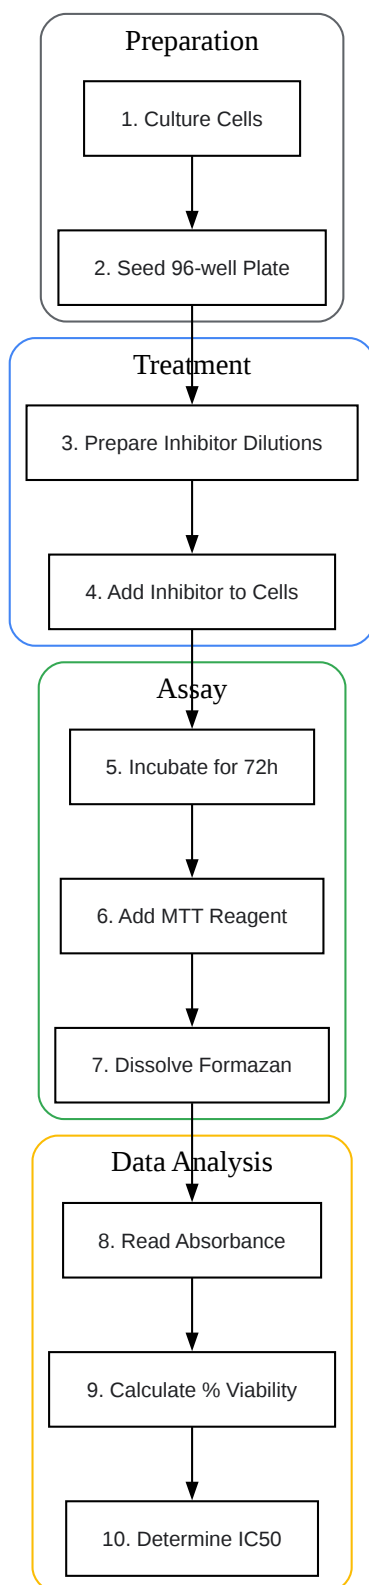 Preparation
1. Culture Cells
2. Seed 96-well Plate
Treatment
3. Prepare Inhibitor Dilutions
4. Add Inhibitor to Cells
Assay
5. Incubate for 72h
6. Add MTT Reagent
7. Dissolve Formazan
Data Analysis
8. Read Absorbance
9. Calculate % Viability
10. Determine IC50